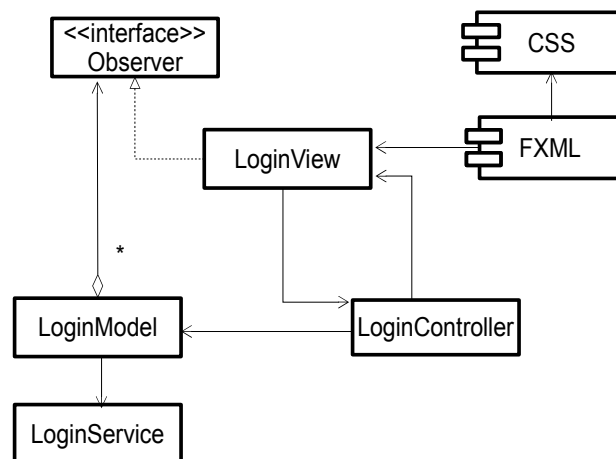 <<interface>>
Observer
CSS
FXML
LoginView
*
LoginModel
LoginController
LoginService